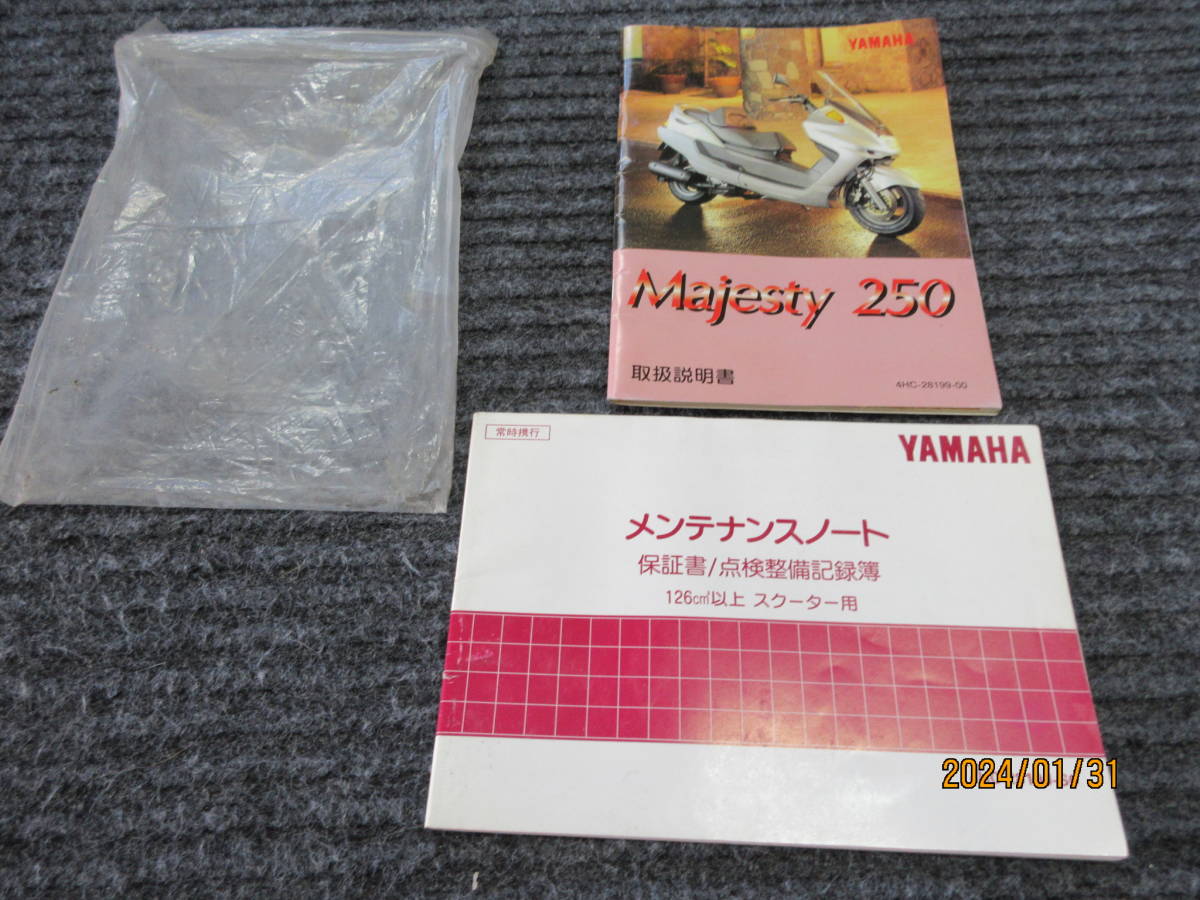 YAMAHA
Majesty 250
取扱説明書
4HC-28199-00
常時携行
YAMAHA
メンテナンスノート
保証書/点検整備記録簿
126cm³以上 スクーター用
2024/01/31